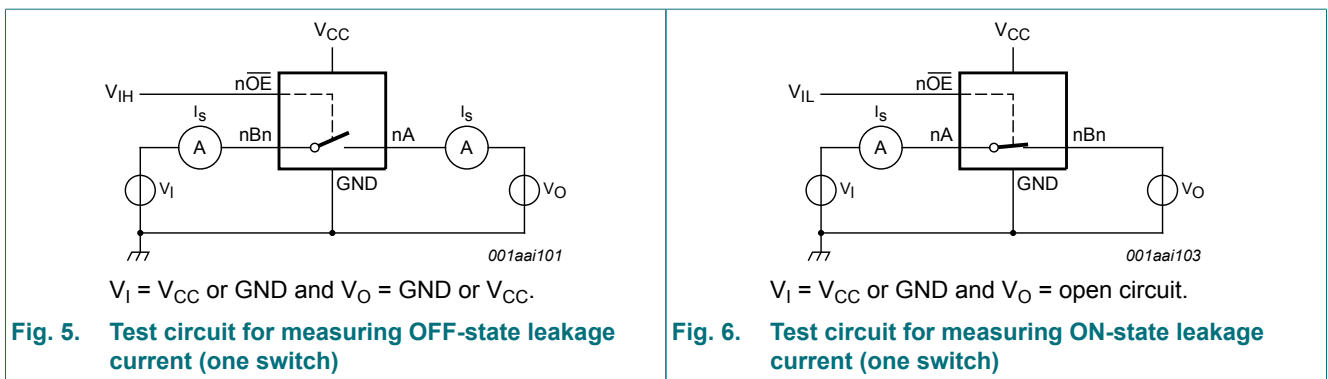 VCC
nOE
VIH
Is
A
nBn
nA
Is
A
VI
GND
VO
001aai101
VI = VCC or GND and VO = GND or VCC.
Fig. 5. Test circuit for measuring OFF-state leakage
current (one switch)
VCC
nOE
VIL
Is
A
nA
nBn
VI
GND
VO
001aai103
VI = VCC or GND and VO = open circuit.
Fig. 6. Test circuit for measuring ON-state leakage
current (one switch)